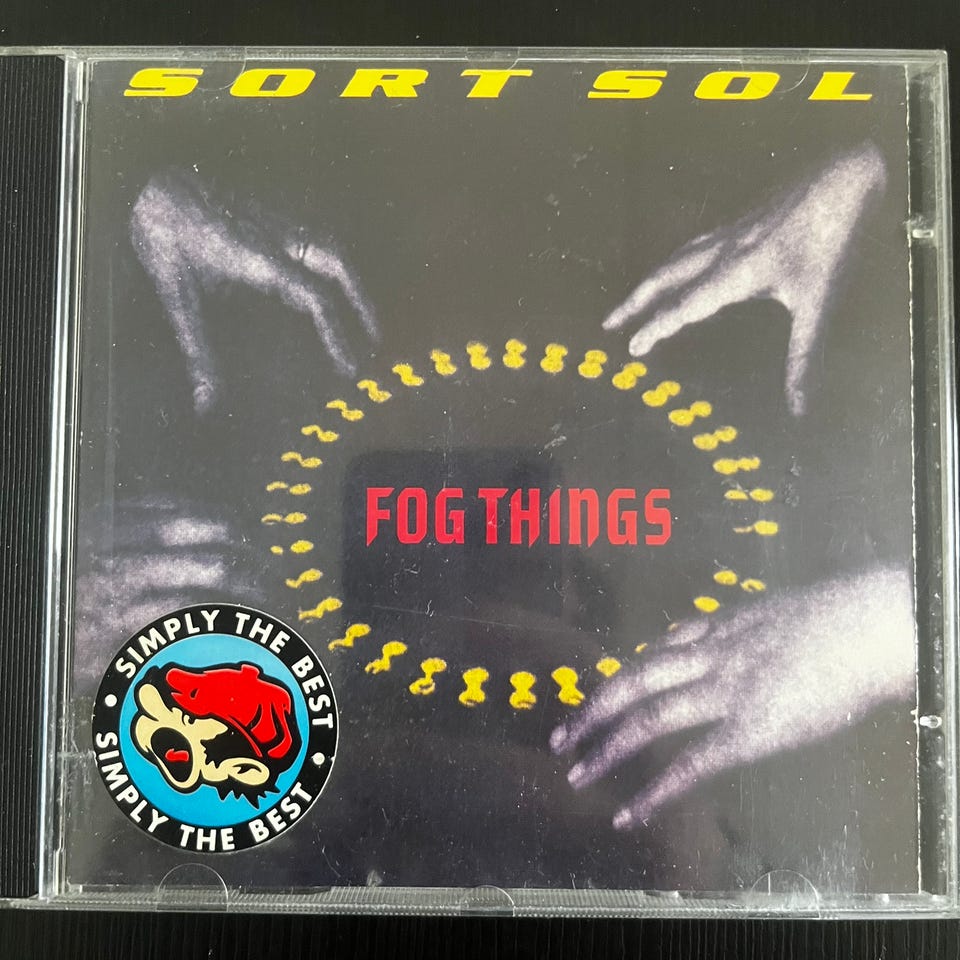 SORT SOL
FOG THINGS
SIMPLY THE BEST
SIMPLY THE BEST